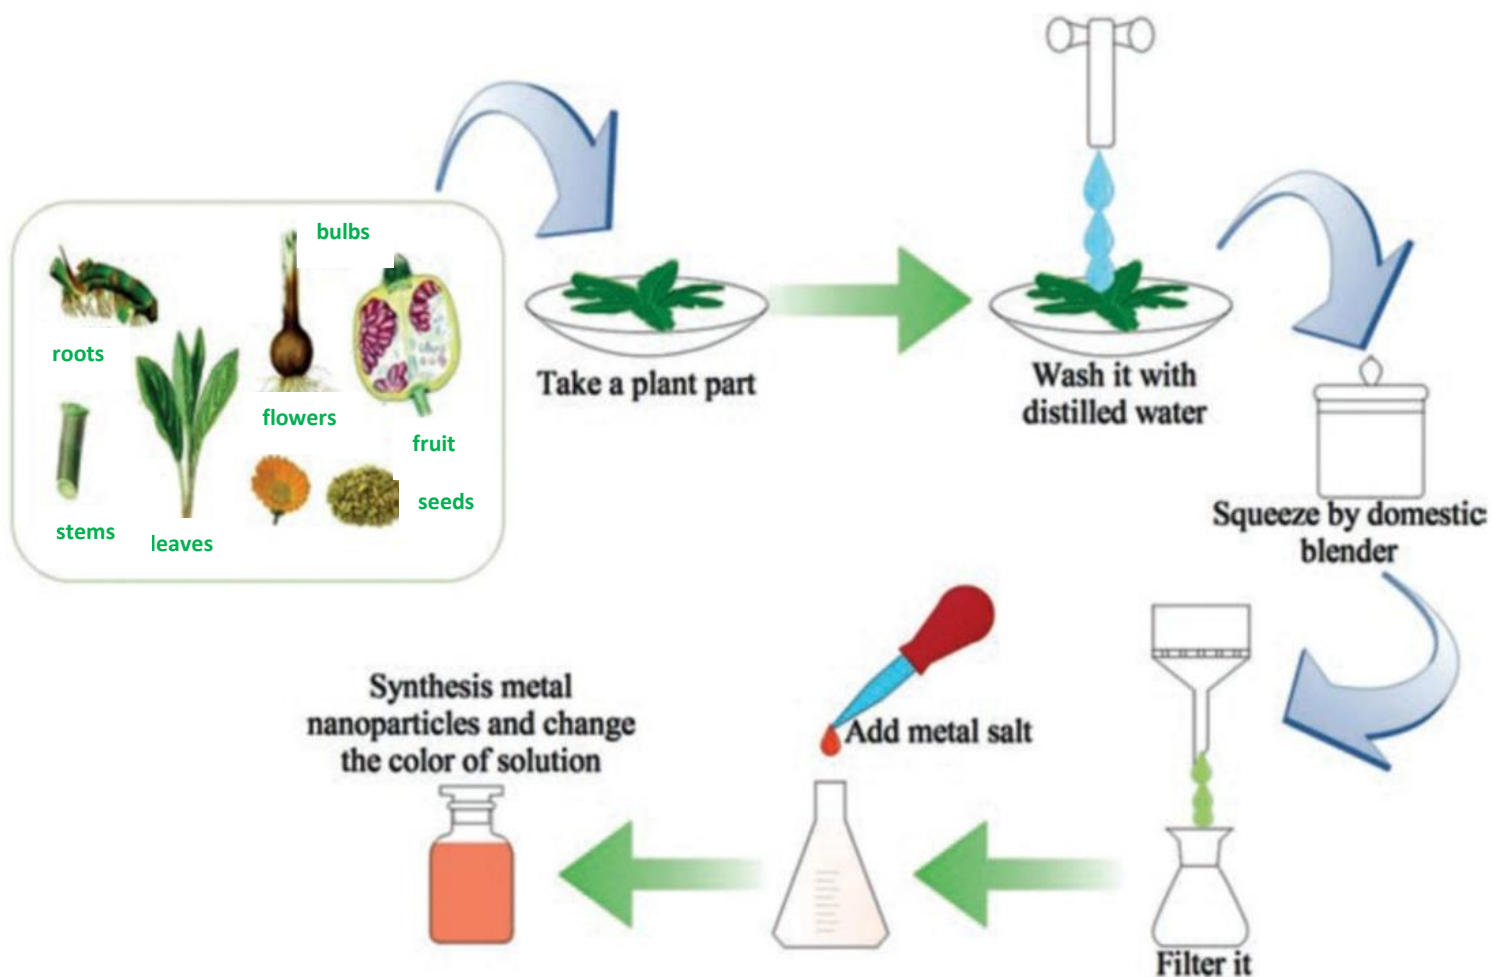 bulbs
roots
flowers
fruit
seeds
stems
leaves
Take a plant part
Wash it with
distilled water
Squeeze by domestic
blender
Filter it
Add metal salt
Synthesis metal
nanoparticles and change
the color of solution